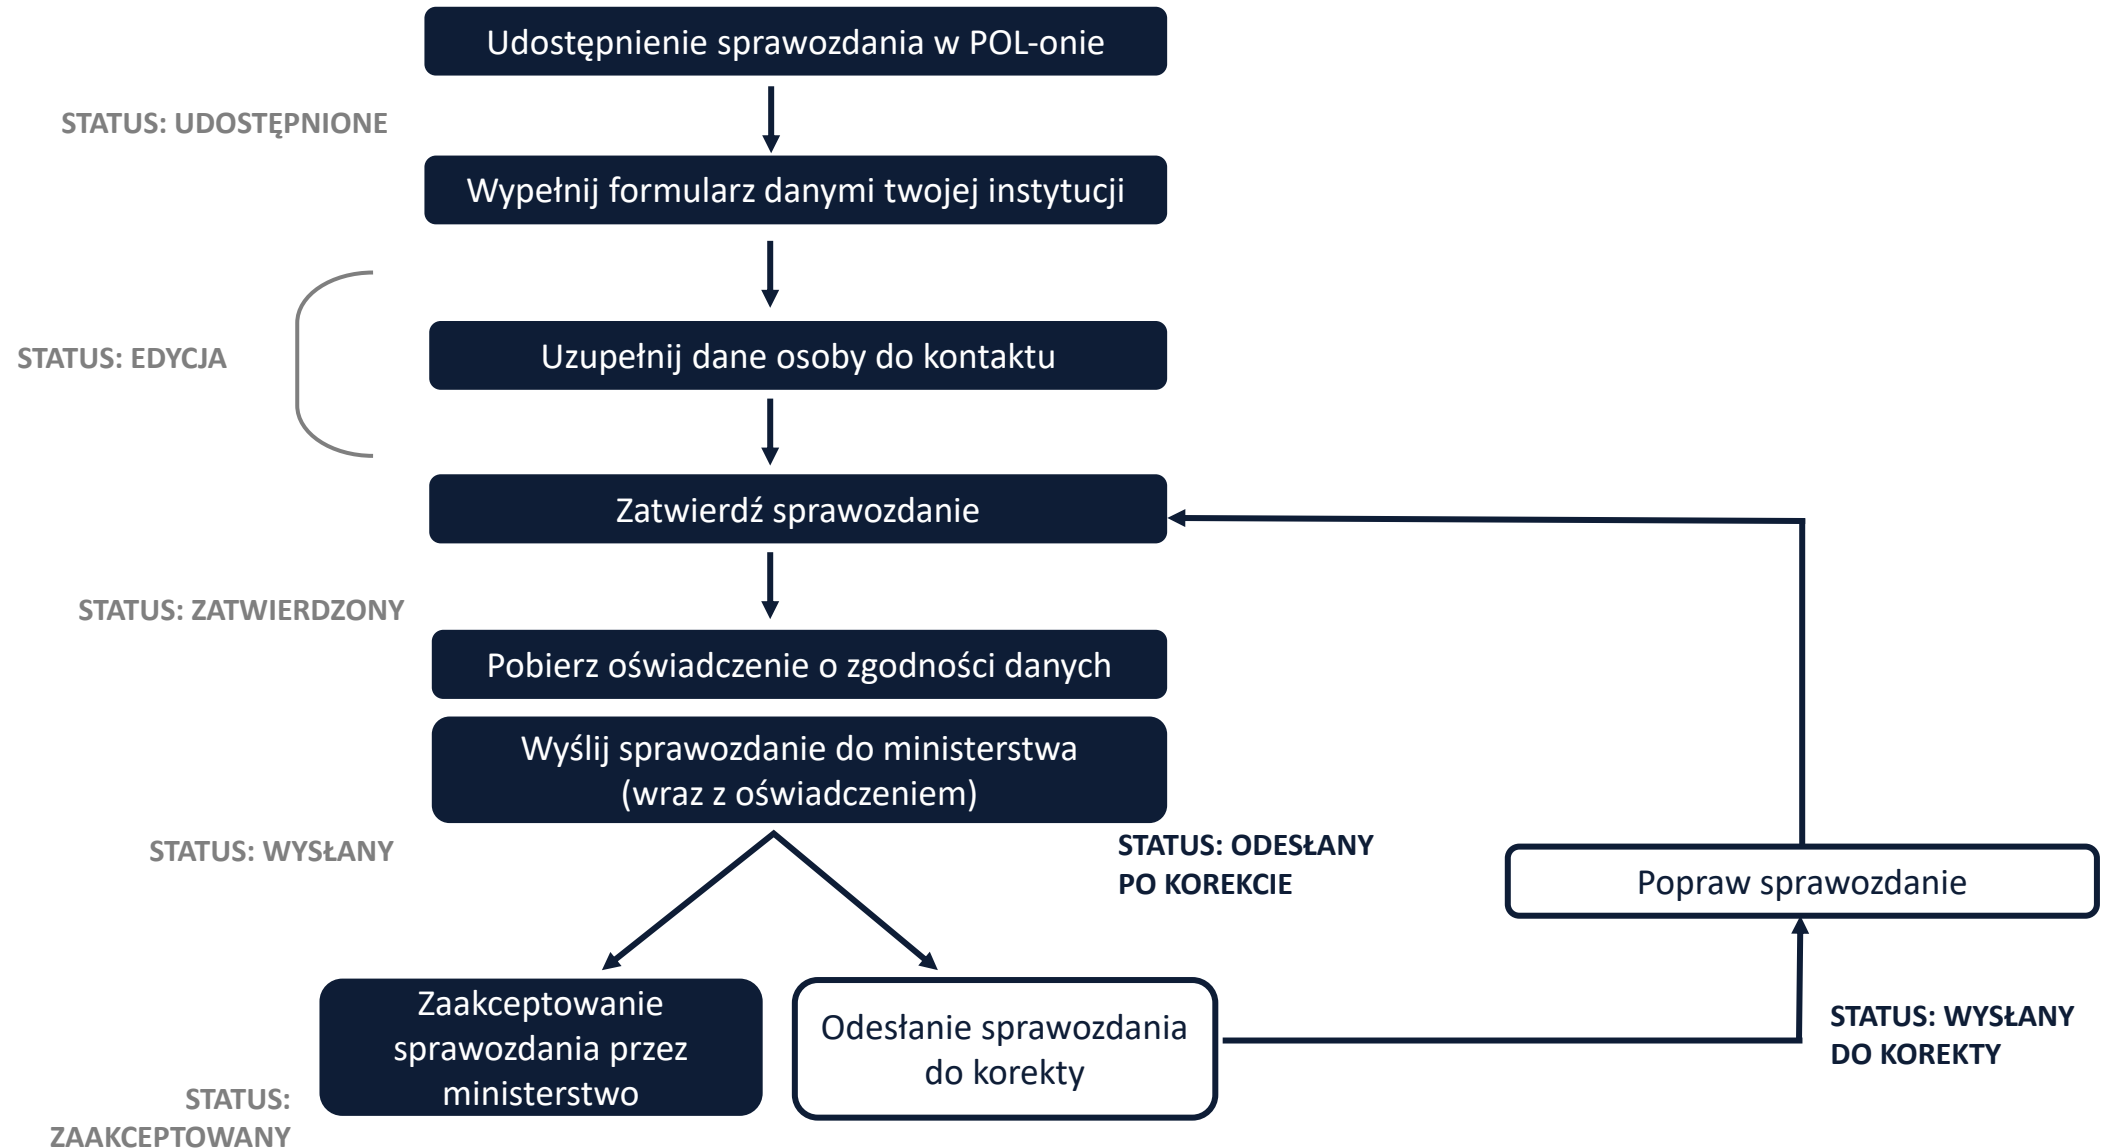 Udostępnienie sprawozdania w POL-onie
STATUS: UDOSTĘPNIONE
Wypełnij formularz danymi twojej instytucji
STATUS: EDYCJA
Uzupełnij dane osoby do kontaktu
Zatwierdź sprawozdanie
STATUS: ZATWIERDZONY
Pobierz oświadczenie o zgodności danych
Wyślij sprawozdanie do ministerstwa
(wraz z oświadczeniem)
STATUS: WYSŁANY
STATUS: ODESŁANY
PO KOREKCIE
Popraw sprawozdanie
Zaakceptowanie
sprawozdania przez
ministerstwo
Odesłanie sprawozdania
do korekty
STATUS: WYSŁANY
DO KOREKTY
STATUS:
ZAAKCEPTOWANY